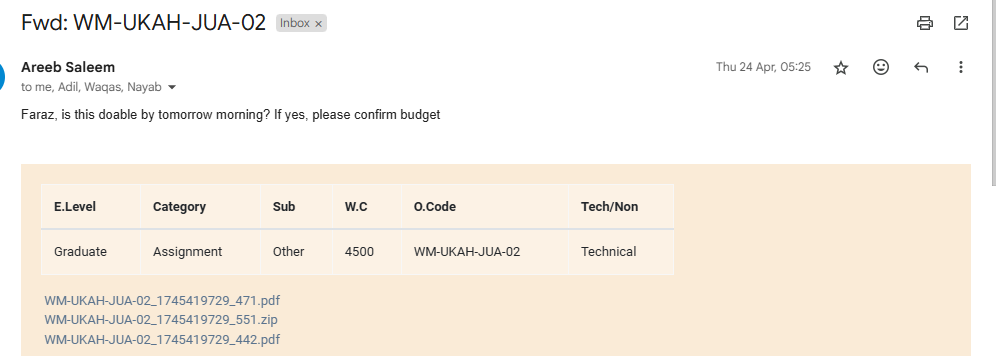 Fwd: WM-UKAH-JUA-02 Inbox ×
Areeb Saleem Thu 24 Apr, 05:25
to me, Adil, Waqas, Nayab
Faraz, is this doable by tomorrow morning? If yes, please confirm budget
E.Level Category Sub W.C O.Code Tech/Non
Graduate Assignment Other 4500 WM-UKAH-JUA-02 Technical
WM-UKAH-JUA-02_1745419729_471.pdf
WM-UKAH-JUA-02_1745419729_551.zip
WM-UKAH-JUA-02_1745419729_442.pdf